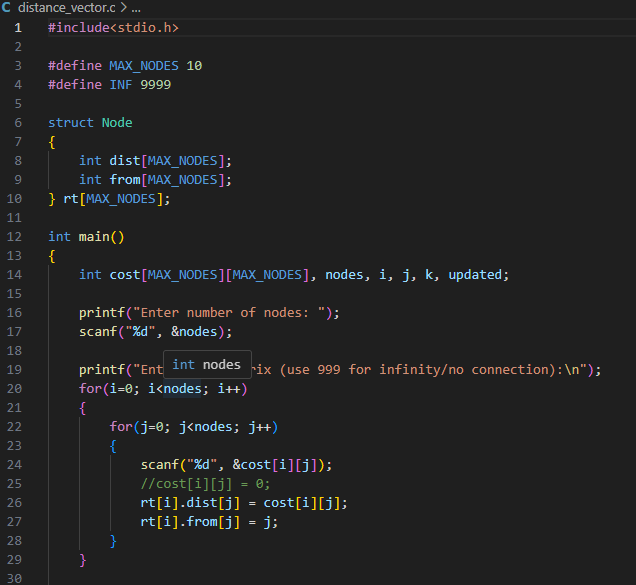 C distance_vector.c > ...
1 #include<stdio.h>
2
3 #define MAX_NODES 10
4 #define INF 9999
5
6 struct Node
7 {
8 int dist[MAX_NODES];
9 int from[MAX_NODES];
10 } rt[MAX_NODES];
11
12 int main()
13 {
14 int cost[MAX_NODES][MAX_NODES], nodes, i, j, k, updated;
15
16 printf("Enter number of nodes: ");
17 scanf("%d", &nodes);
18
int nodes
19 printf("Ent rix (use 999 for infinity/no connection):\n");
20 for(i=0; i<nodes; i++)
21 {
22 for(j=0; j<nodes; j++)
23 {
24 scanf("%d", &cost[i][j]);
25 //cost[i][j] = 0;
26 rt[i].dist[j] = cost[i][j];
27 rt[i].from[j] = j;
28 }
29 }
30